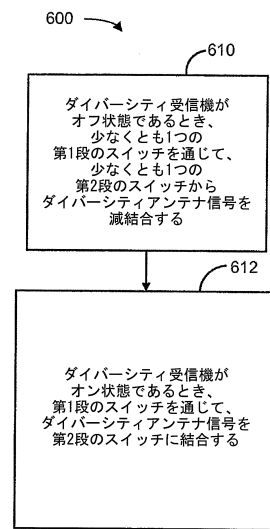 600
610
ダイバーシティ受信機が
オフ状態であるとき、
少なくとも1つの
第1段のスイッチを通じて、
少なくとも1つの
第2段のスイッチから
ダイバーシティアンテナ信号を
減結合する
612
ダイバーシティ受信機が
オン状態であるとき、
第1段のスイッチを通じて、
ダイバーシティアンテナ信号を
第2段のスイッチに結合する